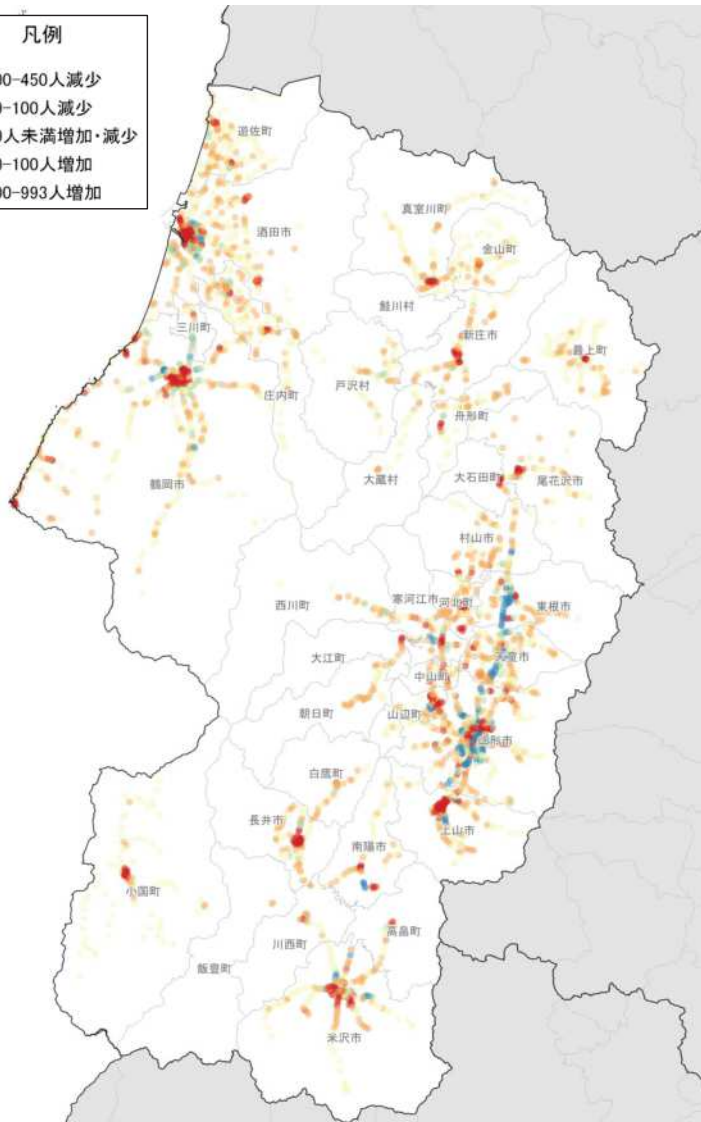 凡例
00-450人減少
0-100人減少
0人未満増加・減少
0-100人増加
00-993人増加
遊佐町
真室川町
酒田市
金山町
鮭川村
三川町
新庄市
最上町
戸沢村
庄内町
舟形町
大蔵村
大石田町
尾花沢市
鶴岡市
村山市
西川町
寒河江市
河北町
東根市
大江町
天童市
中山町
朝日町
山辺町
山形市
白鷹町
長井市
南陽市
上山市
小国町
高畠町
川西町
飯豊町
米沢市